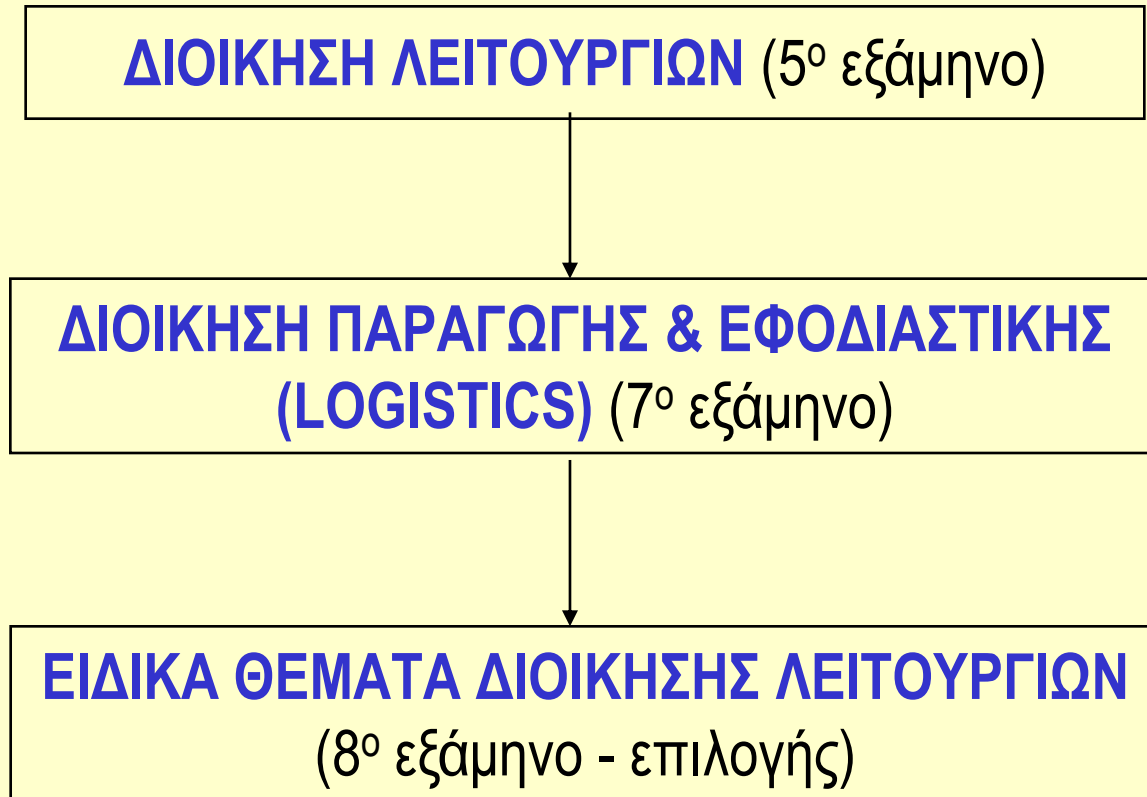 ΔΙΟΙΚΗΣΗ ΛΕΙΤΟΥΡΓΙΩΝ (5ο εξάμηνο)
ΔΙΟΙΚΗΣΗ ΠΑΡΑΓΩΓΗΣ & ΕΦΟΔΙΑΣΤΙΚΗΣ
(LOGISTICS) (7ο εξάμηνο)
ΕΙΔΙΚΑ ΘΕΜΑΤΑ ΔΙΟΙΚΗΣΗΣ ΛΕΙΤΟΥΡΓΙΩΝ
(8ο εξάμηνο - επιλογής)